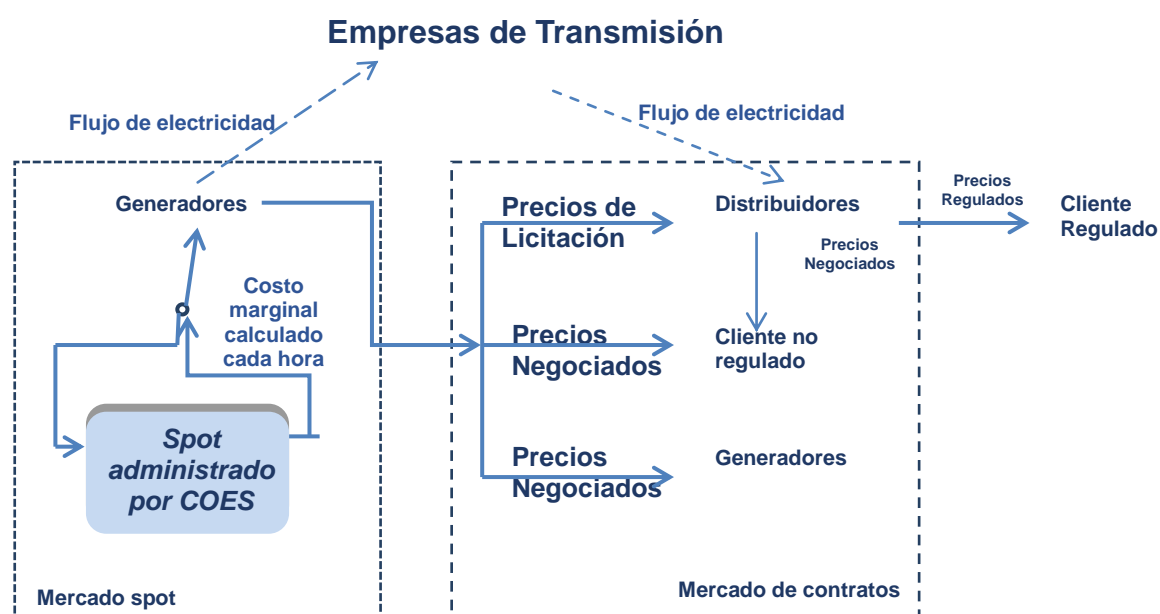 Empresas de Transmisión
Flujo de electricidad
Flujo de electricidad
Generadores
Costo
marginal
calculado
cada hora
Spot
administrado
por COES
Mercado spot
Precios de
Licitación
Distribuidores
Precios
Negociados
Precios
Negociados
Cliente no
regulado
Precios
Negociados
Generadores
Mercado de contratos
Precios
Regulados
Cliente
Regulado